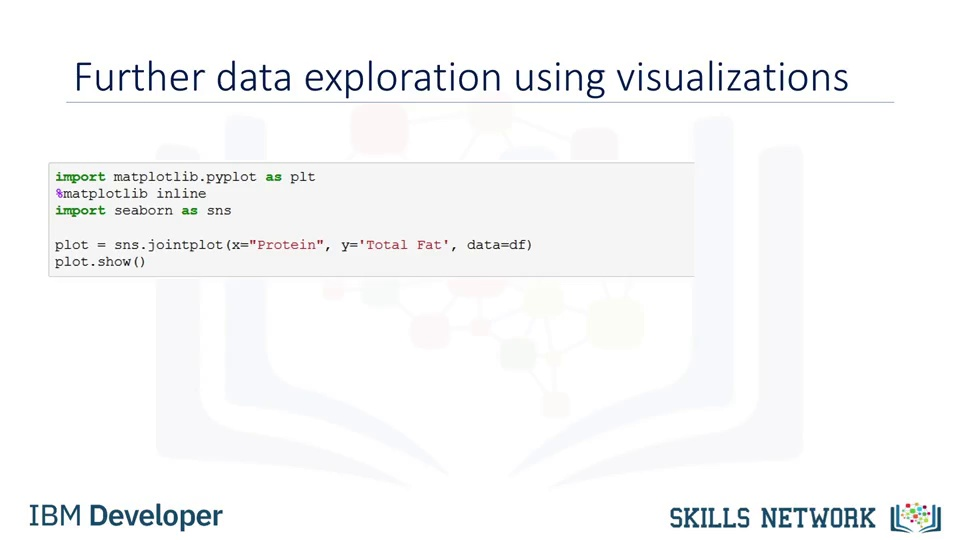 Further data exploration using visualizations
import matplotlib.pyplot as plt
%matplotlib inline
import seaborn as sns
plot = sns.jointplot(x="Protein", y='Total Fat', data=df)
plot.show()
IBM Developer
SKILLS NETWORK